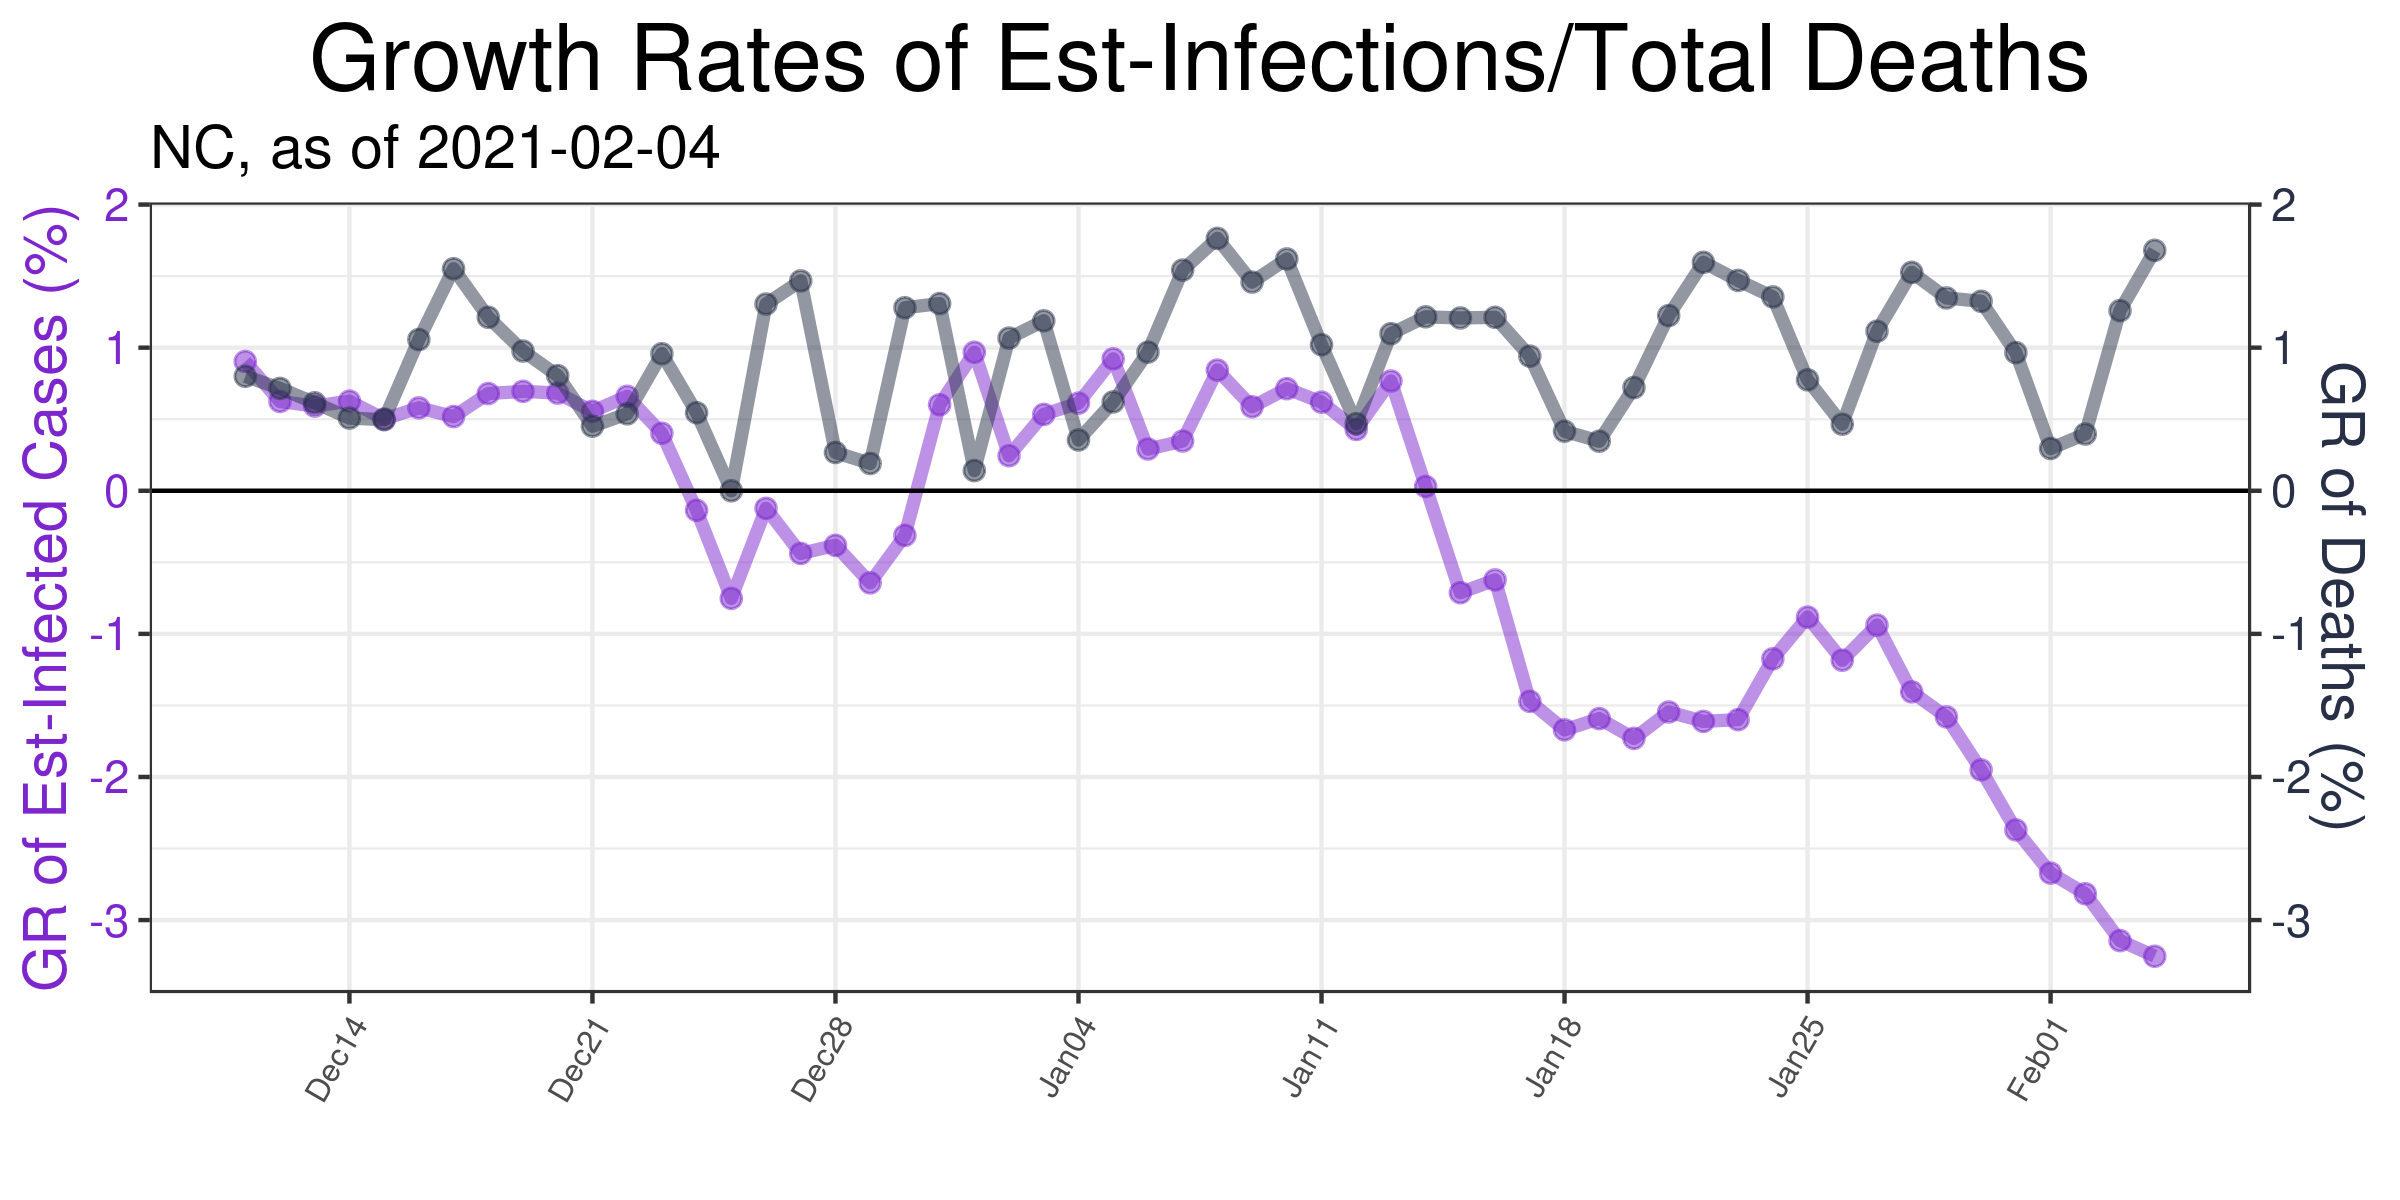 Growth Rates of Est-Infections/Total Deaths
NC, as of 2021-02-04
GR of Est-Infected Cases (%)
2
1
0
-1
-2
-3
2
1
0
-1
-2
-3
GR of Deaths (%)
Dec14
Dec21
Dec28
Jan04
Jan11
Jan18
Jan25
Feb01